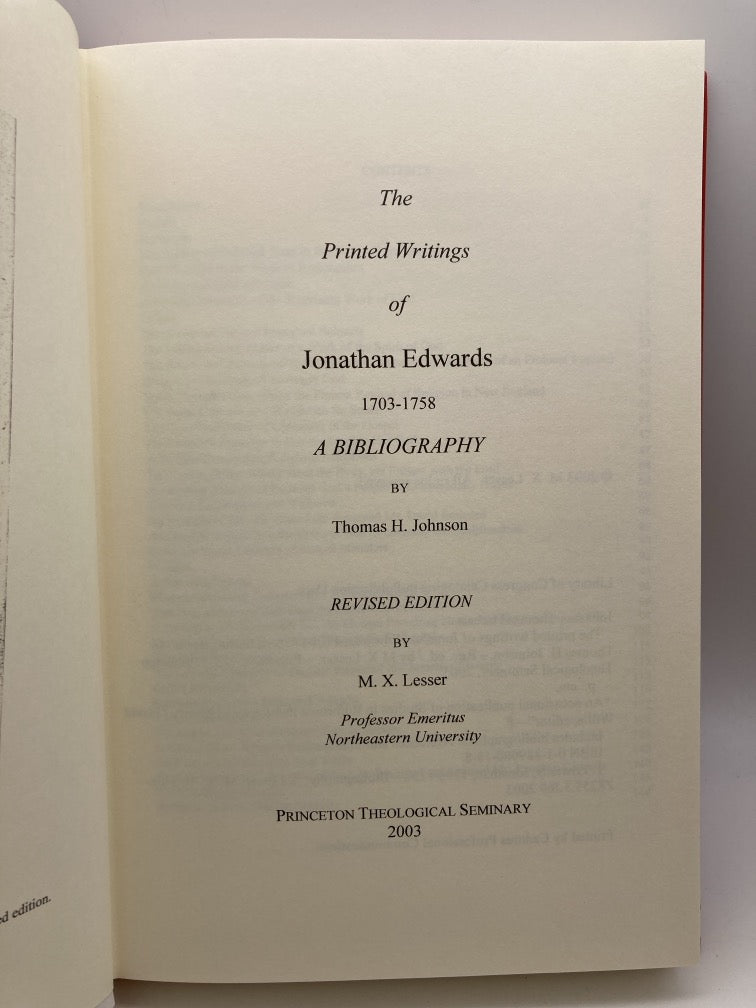 The
Printed Writings
of
Jonathan Edwards
1703-1758
A BIBLIOGRAPHY
BY
Thomas H. Johnson
REVISED EDITION
BY
M. X. Lesser
Professor Emeritus
Northeastern University
PRINCETON THEOLOGICAL SEMINARY
2003
edition.